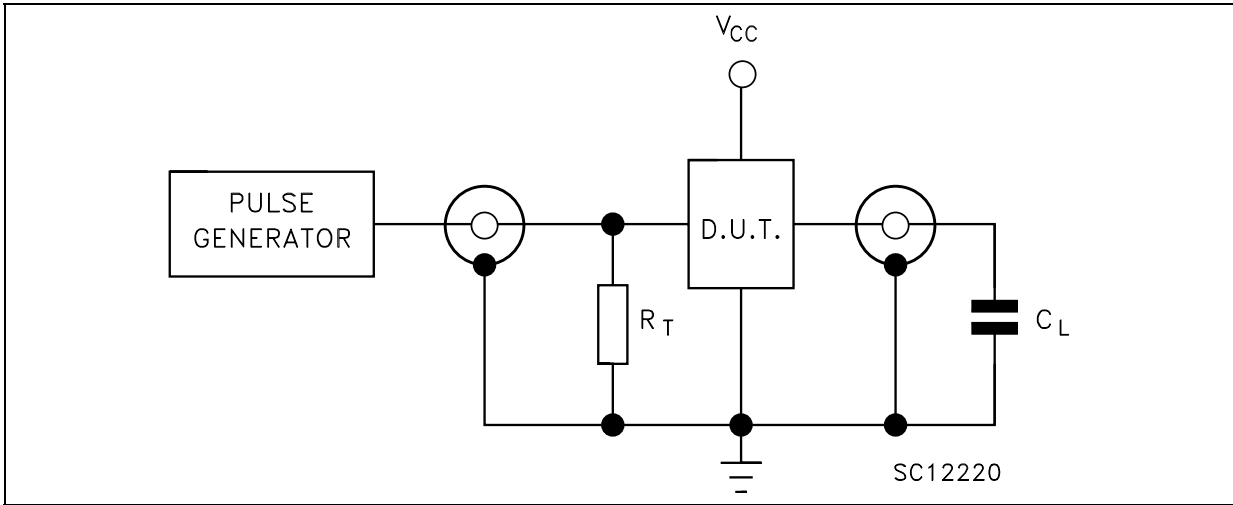 VCC
PULSE
GENERATOR
D.U.T.
RT
CL
SC12220